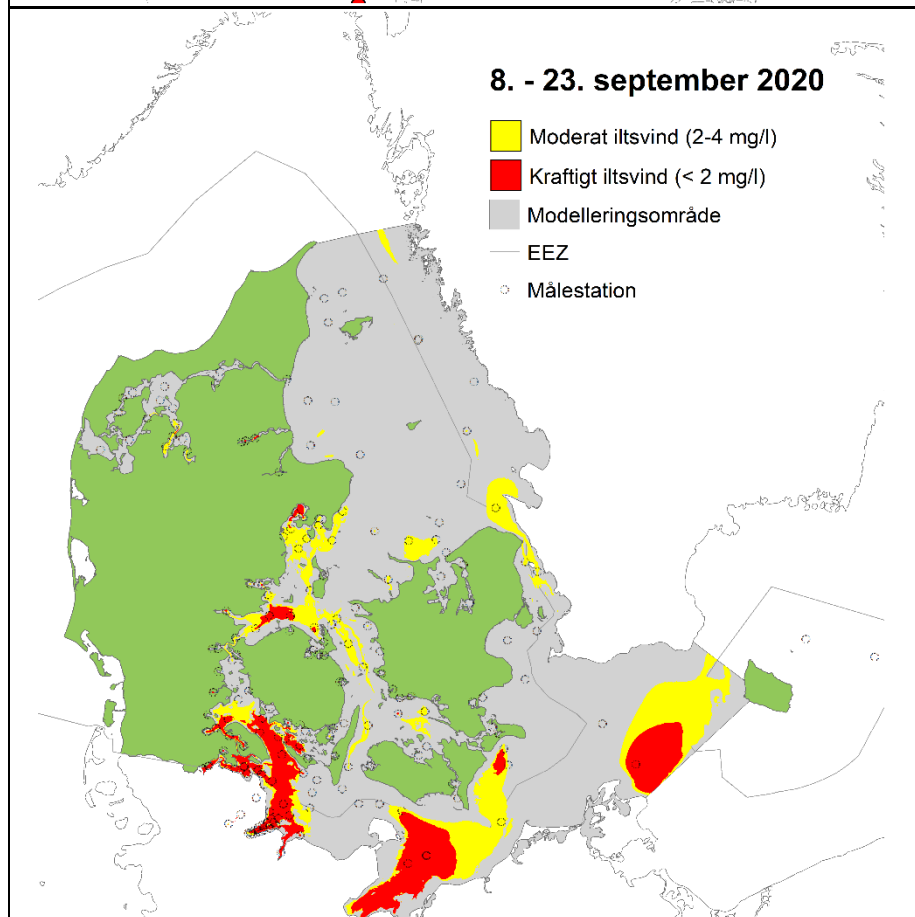 8. - 23. september 2020
Moderat iltsvind (2-4 mg/l)
Kraftigt iltsvind (< 2 mg/l)
Modelleringsområde
EEZ
Målestation